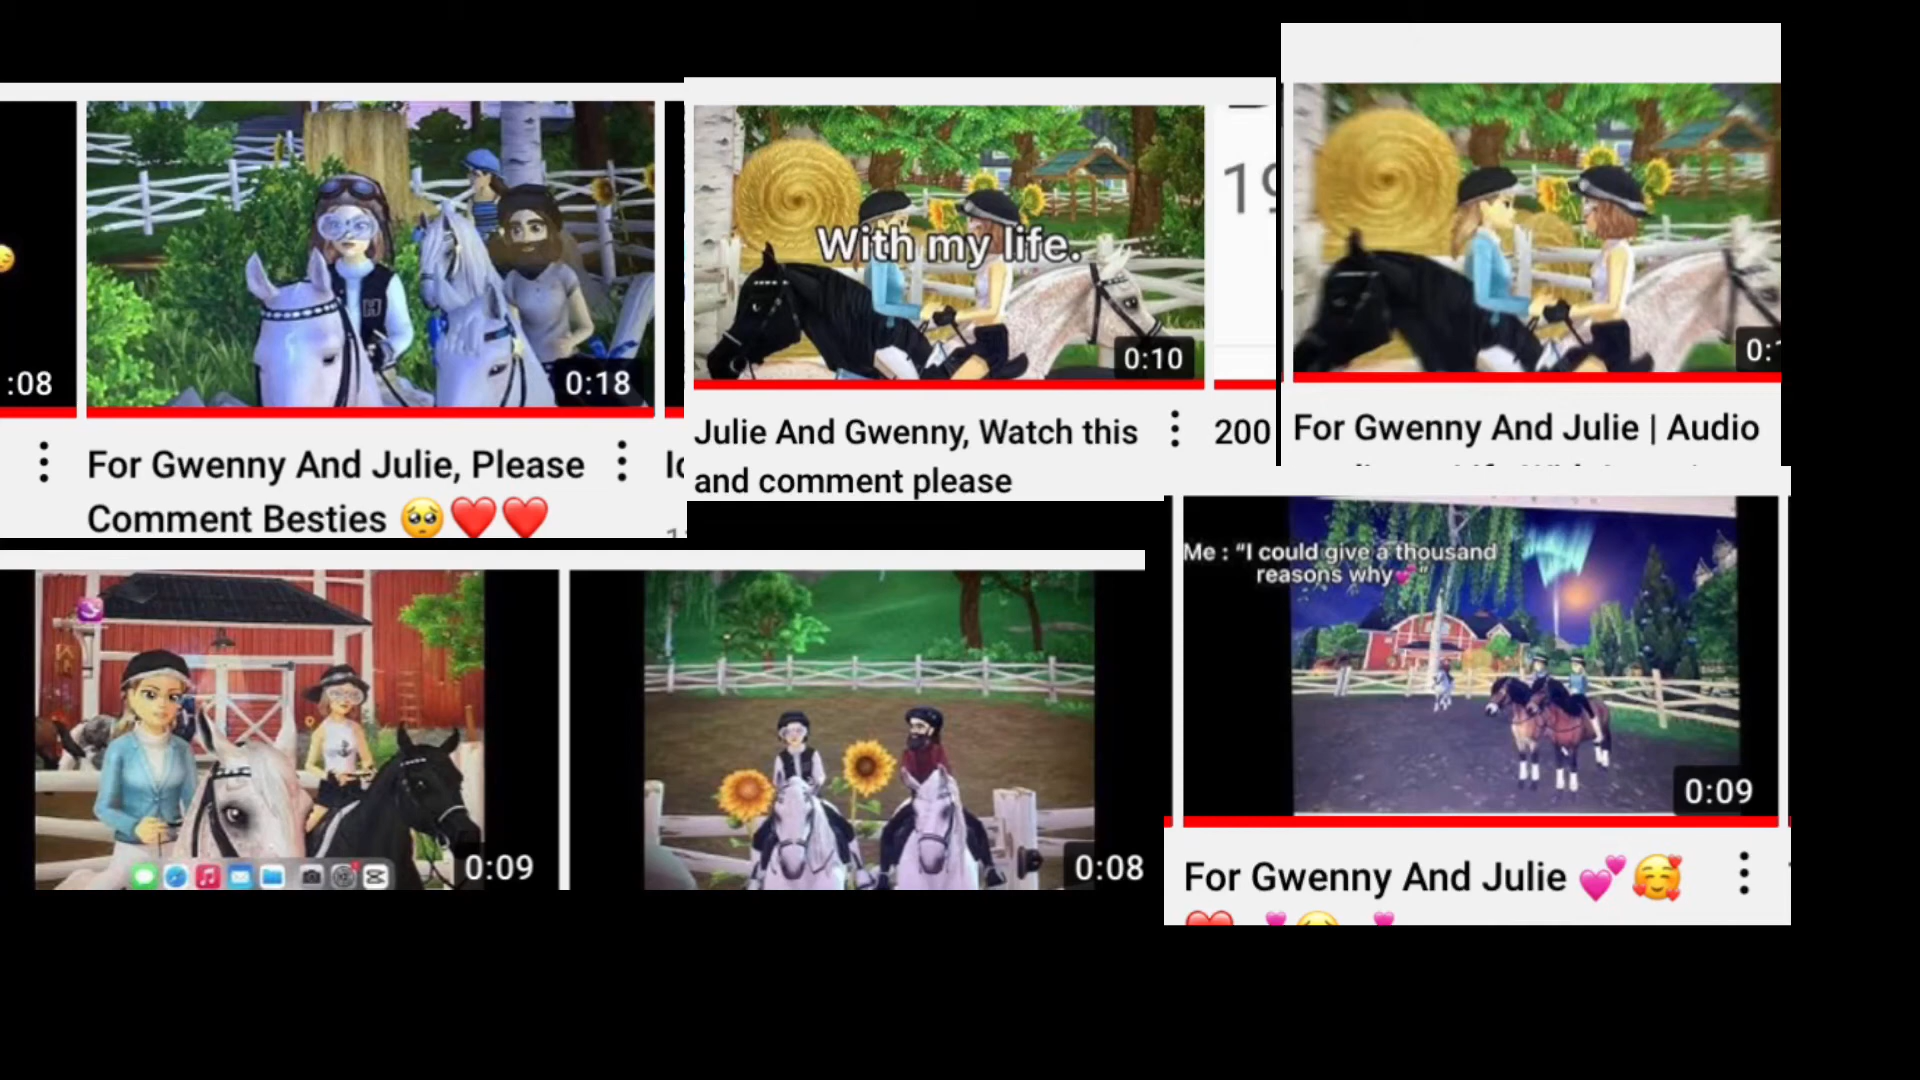 :08
0:18
For Gwenny And Julie, Please
Comment Besties 🥺❤️❤️
With my life.
0:10
Julie And Gwenny, Watch this
and comment please
19
200
For Gwenny And Julie | Audio
0:09
0:08
Me : “I could give a thousand
reasons why💕”
0:09
For Gwenny And Julie 💕🥰